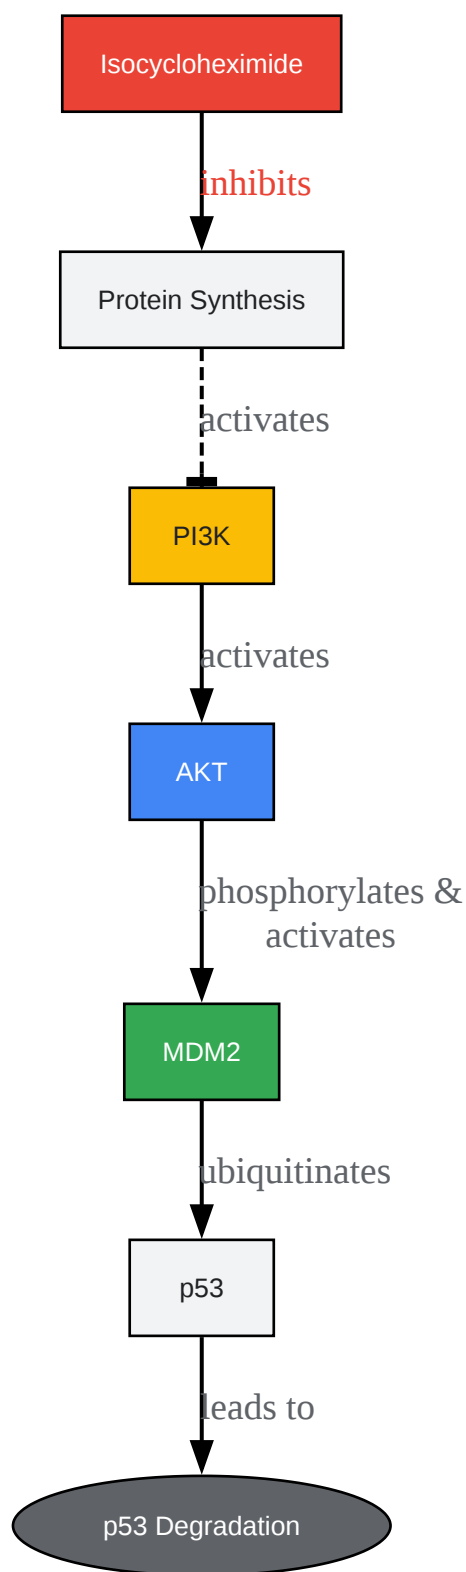 Isocycloheximide
inhibits
Protein Synthesis
activates
PI3K
activates
AKT
phosphorylates &
activates
MDM2
ubiquitinates
p53
leads to
p53 Degradation